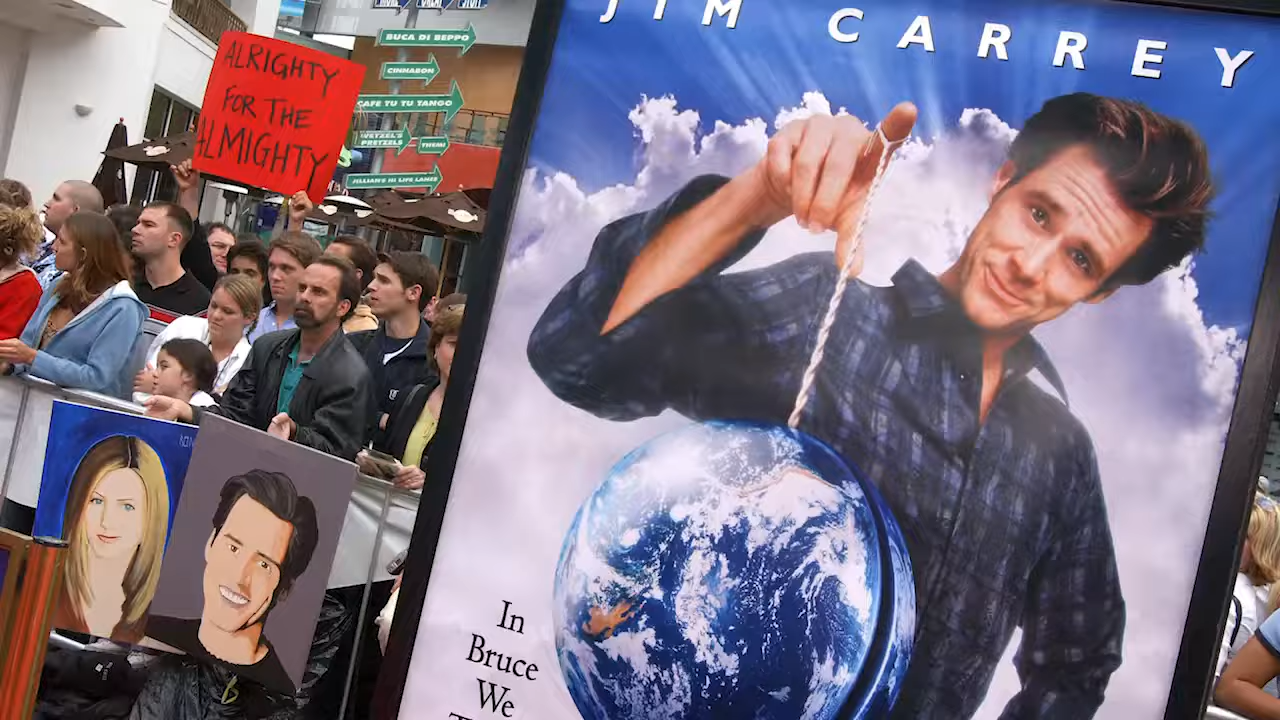 JIM CARREY
In
Bruce
We
ALRIGHTY
FOR THE
ALMIGHTY
BUCA DI BEPPO
CINNABON
CAFE TU TU TANGO
WETZEL'S
PRETZELS
JILLIAN'S HI LIFE LANES